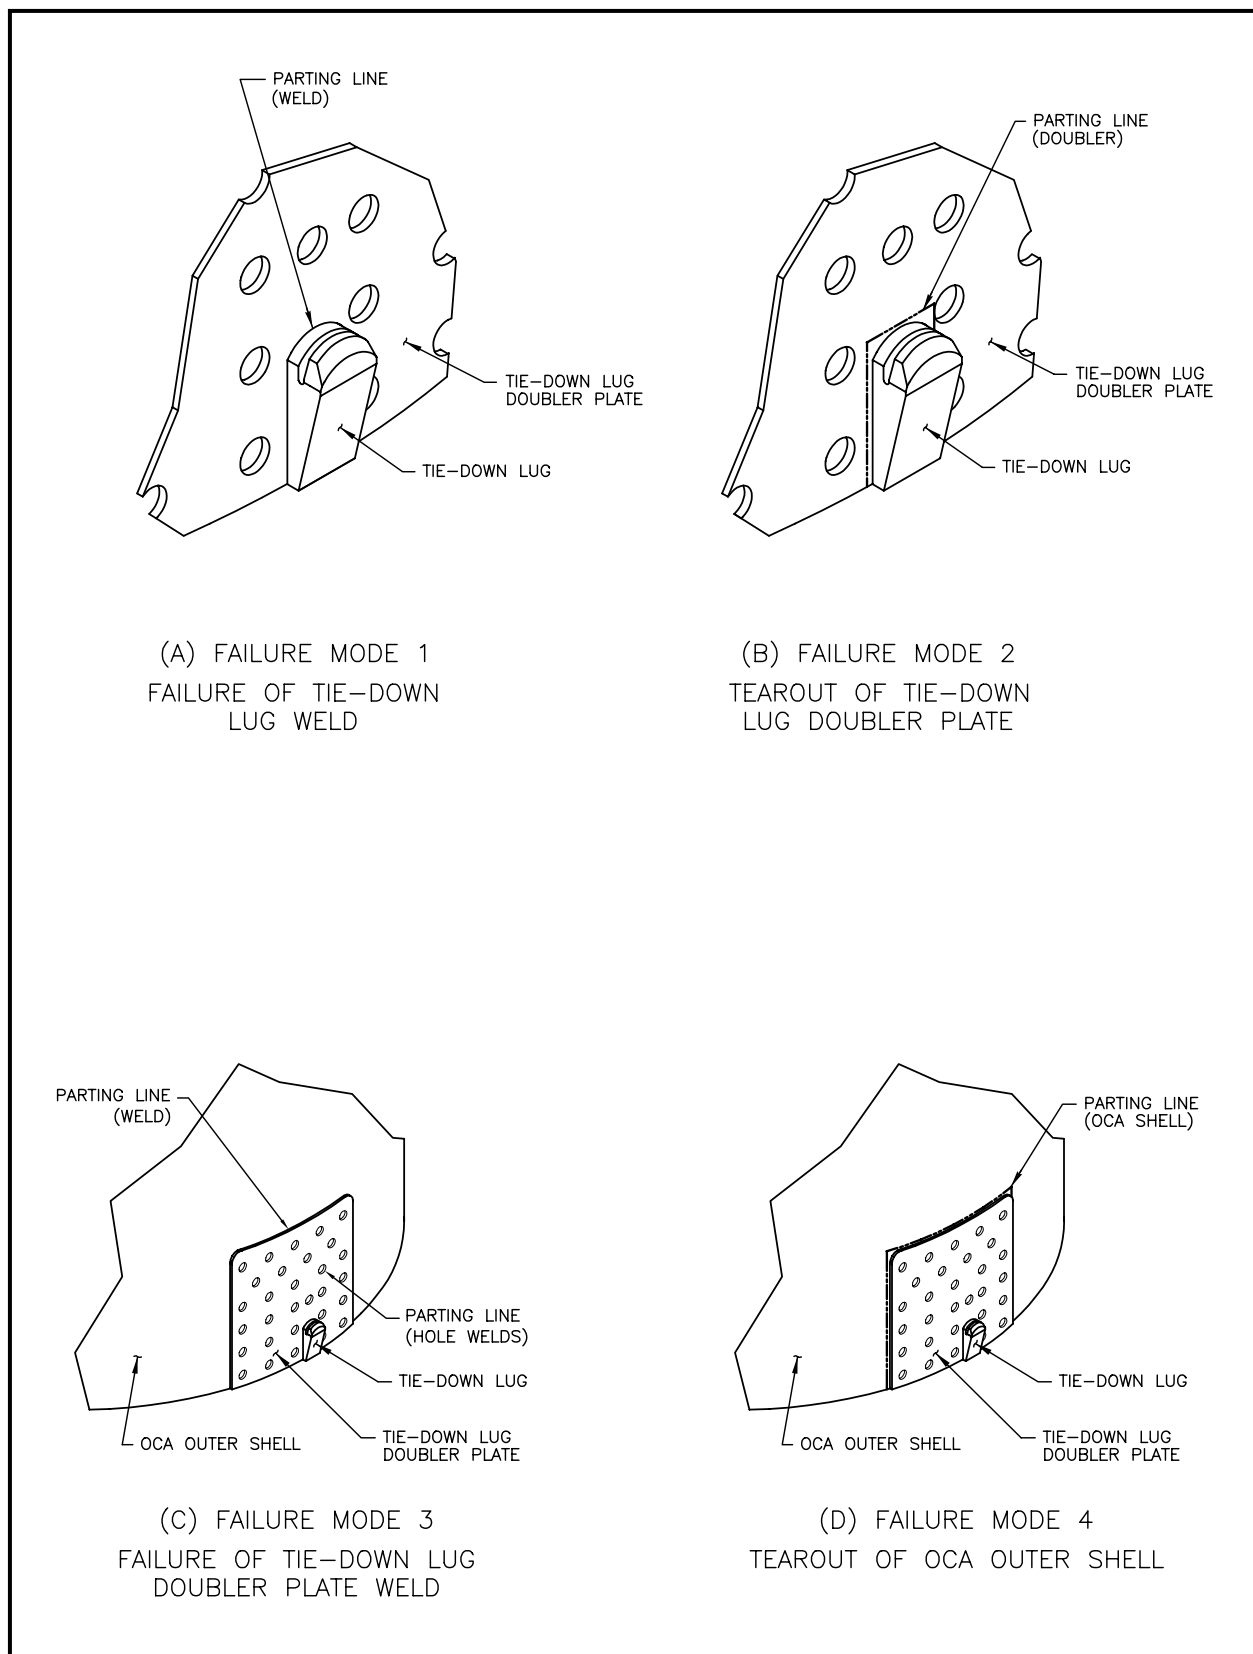 PARTING LINE
(WELD)
TIE-DOWN LUG
DOUBLER PLATE
TIE-DOWN LUG
(A) FAILURE MODE 1
FAILURE OF TIE-DOWN
LUG WELD
PARTING LINE
(DOUBLER)
TIE-DOWN LUG
DOUBLER PLATE
TIE-DOWN LUG
(B) FAILURE MODE 2
TEAROUT OF TIE-DOWN
LUG DOUBLER PLATE
PARTING LINE
(WELD)
PARTING LINE
(HOLE WELDS)
TIE-DOWN LUG
TIE-DOWN LUG
DOUBLER PLATE
OCA OUTER SHELL
(C) FAILURE MODE 3
FAILURE OF TIE-DOWN LUG
DOUBLER PLATE WELD
PARTING LINE
(OCA SHELL)
TIE-DOWN LUG
TIE-DOWN LUG
DOUBLER PLATE
OCA OUTER SHELL
(D) FAILURE MODE 4
TEAROUT OF OCA OUTER SHELL